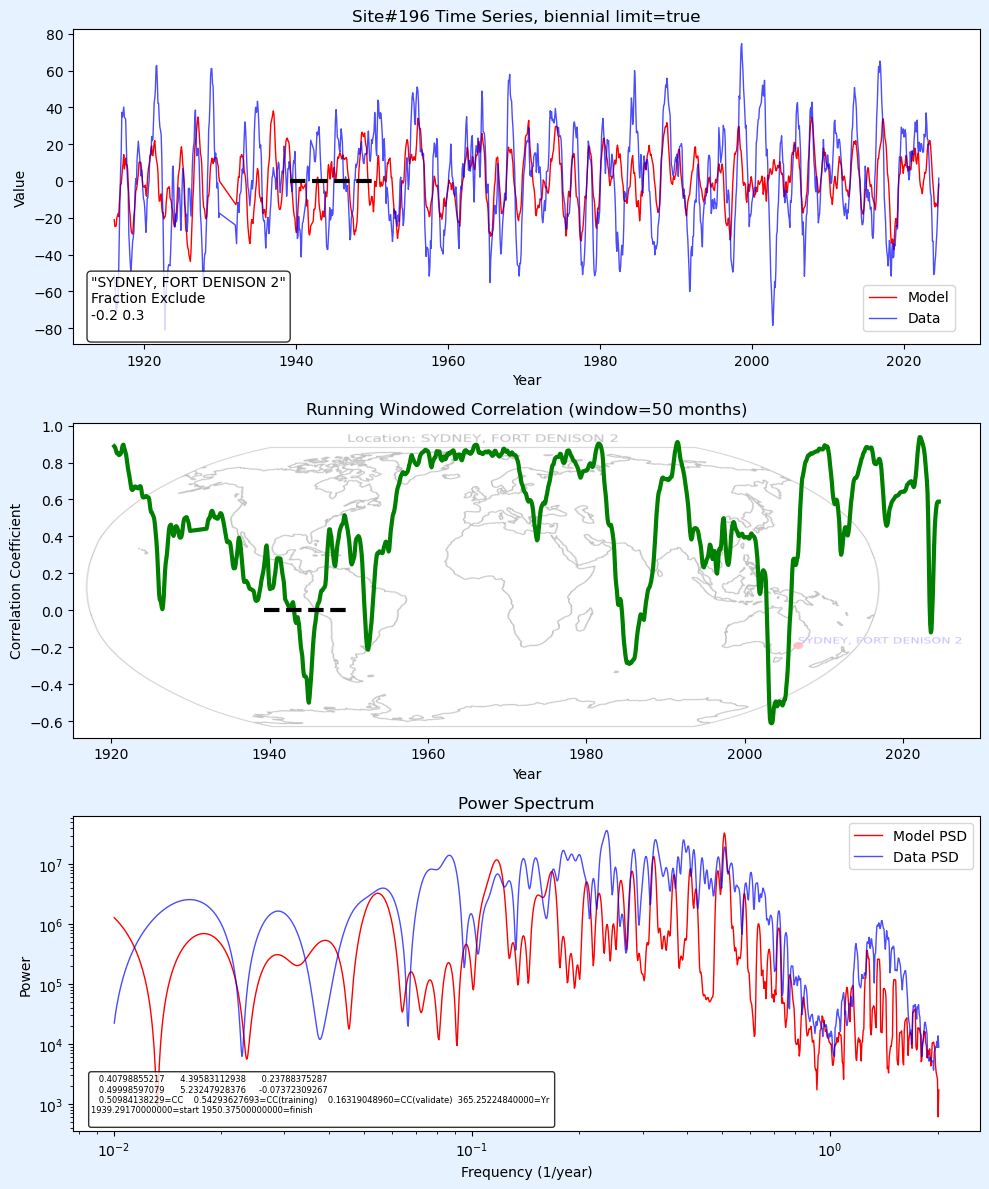 Site#196 Time Series, biennial limit=true
80
60
40
20
0
−20
−40
−60
−80
Value
"SYDNEY, FORT DENISON 2"
Fraction Exclude
-0.2 0.3
Model
Data
1920
1940
1960
1980
2000
2020
Year
Running Windowed Correlation (window=50 months)
Location: SYDNEY, FORT DENISON 2
1.0
0.8
0.6
0.4
0.2
0.0
−0.2
−0.4
−0.6
Correlation Coefficient
SYDNEY, FORT DENISON 2
1920
1940
1960
1980
2000
2020
Year
Power Spectrum
Model PSD
Data PSD
10⁷
10⁶
10⁵
10⁴
10³
Power
0.40798855217 4.39583112938 0.23788375287
0.49998597079 5.23247928376 -0.07372309267
0.50984138229=CC 0.54293627693=CC(training) 0.16319048960=CC(validate) 365.25224840000=Yr
1939.29170000000=start 1950.37500000000=finish
10⁻²
10⁻¹
10⁰
Frequency (1/year)